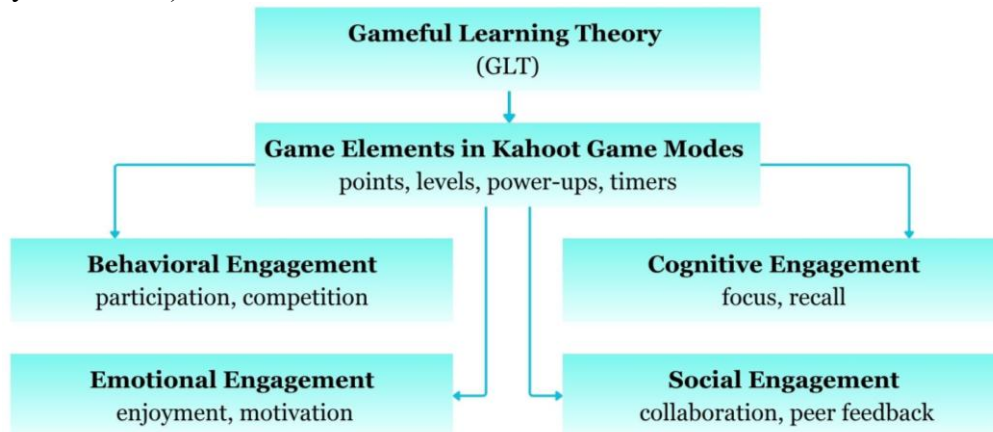 Gameful Learning Theory
(GLT)
Game Elements in Kahoot Game Modes
points, levels, power-ups, timers
Behavioral Engagement
participation, competition
Cognitive Engagement
focus, recall
Emotional Engagement
enjoyment, motivation
Social Engagement
collaboration, peer feedback